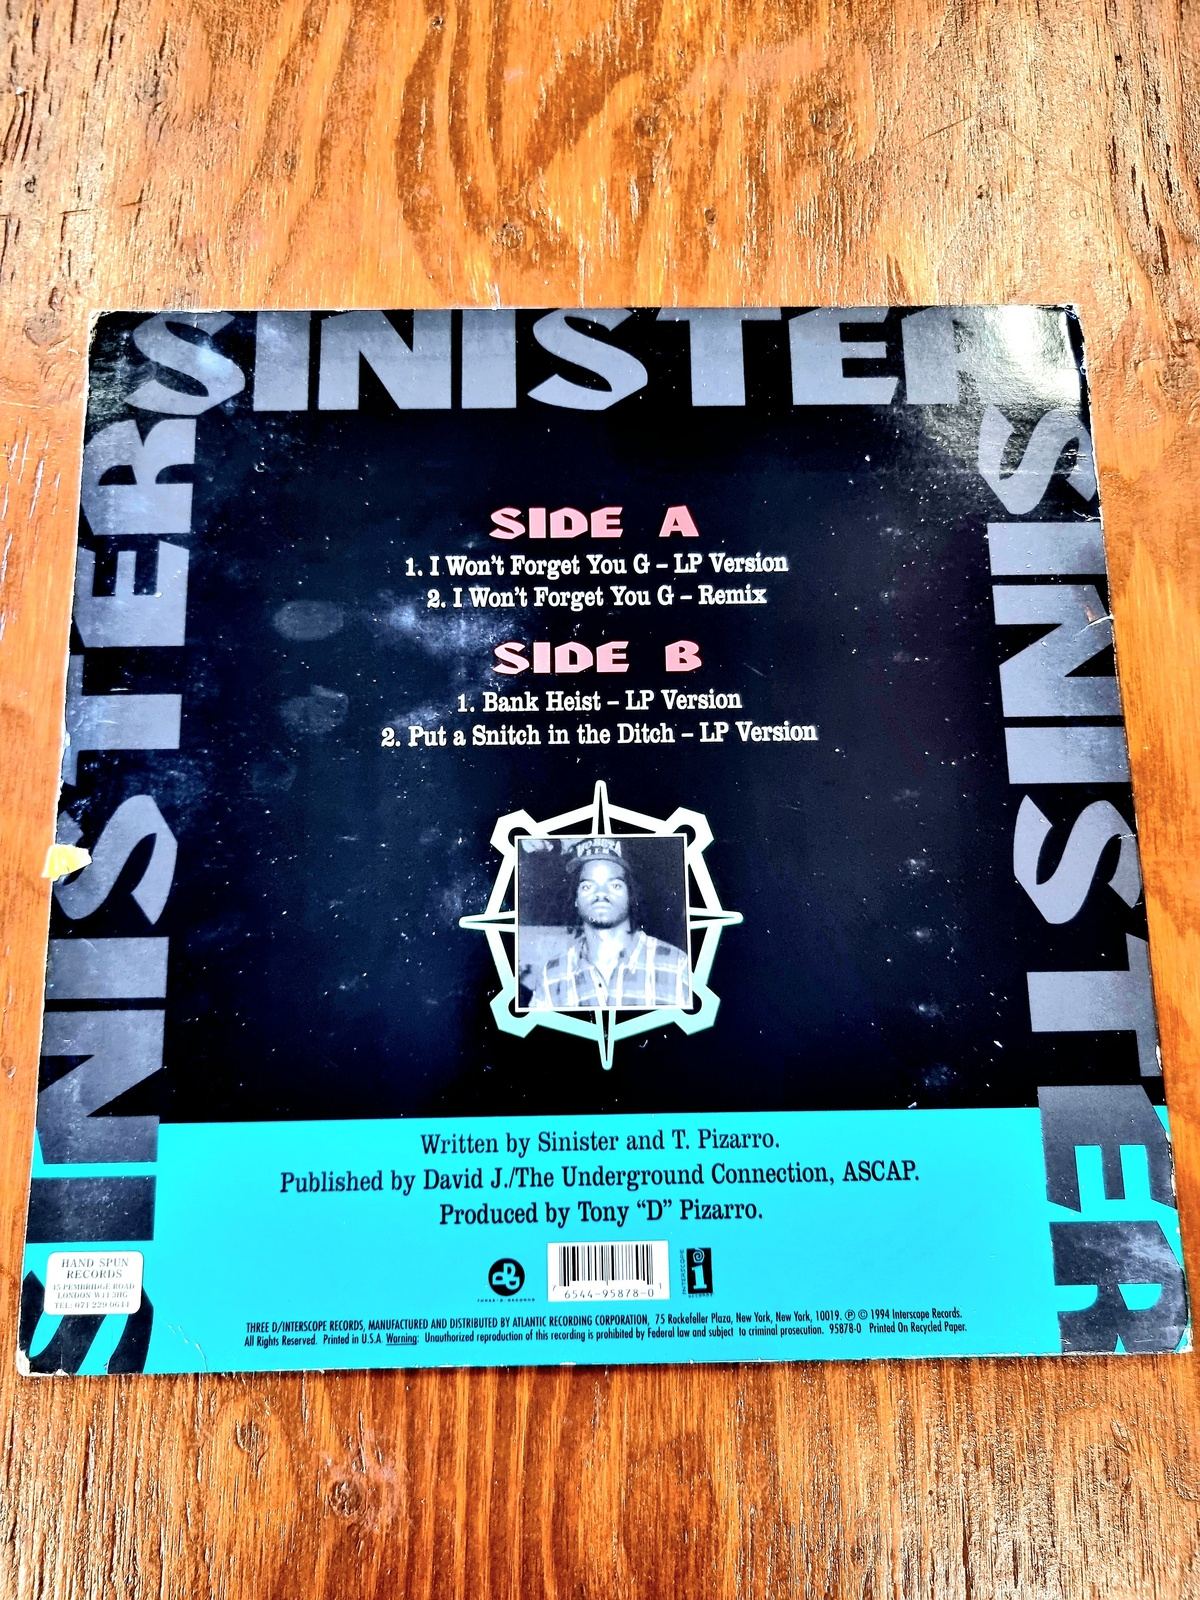 SINISTER
SINISTER
SINISTER
SIDE A
1. I Won't Forget You G – LP Version
2. I Won't Forget You G – Remix
SIDE B
1. Bank Heist – LP Version
2. Put a Snitch in the Ditch – LP Version
Written by Sinister and T. Pizarro.
Published by David J./The Underground Connection, ASCAP.
Produced by Tony “D” Pizarro.
HAND SPUN
RECORDS
15 PEMBRIDGE ROAD
LONDON W11 3HG
TEL: 071 229 0644
THREE D RECORDS
6544-95878-0
INTERSCOPE
RECORDS
THREE D/INTERSCOPE RECORDS, MANUFACTURED AND DISTRIBUTED BY ATLANTIC RECORDING CORPORATION, 75 Rockefeller Plaza, New York, New York, 10019. ℗ © 1994 Interscope Records.
All Rights Reserved. Printed in U.S.A. Warning: Unauthorized reproduction of this recording is prohibited by Federal law and subject to criminal prosecution. 95878-0 Printed On Recycled Paper.